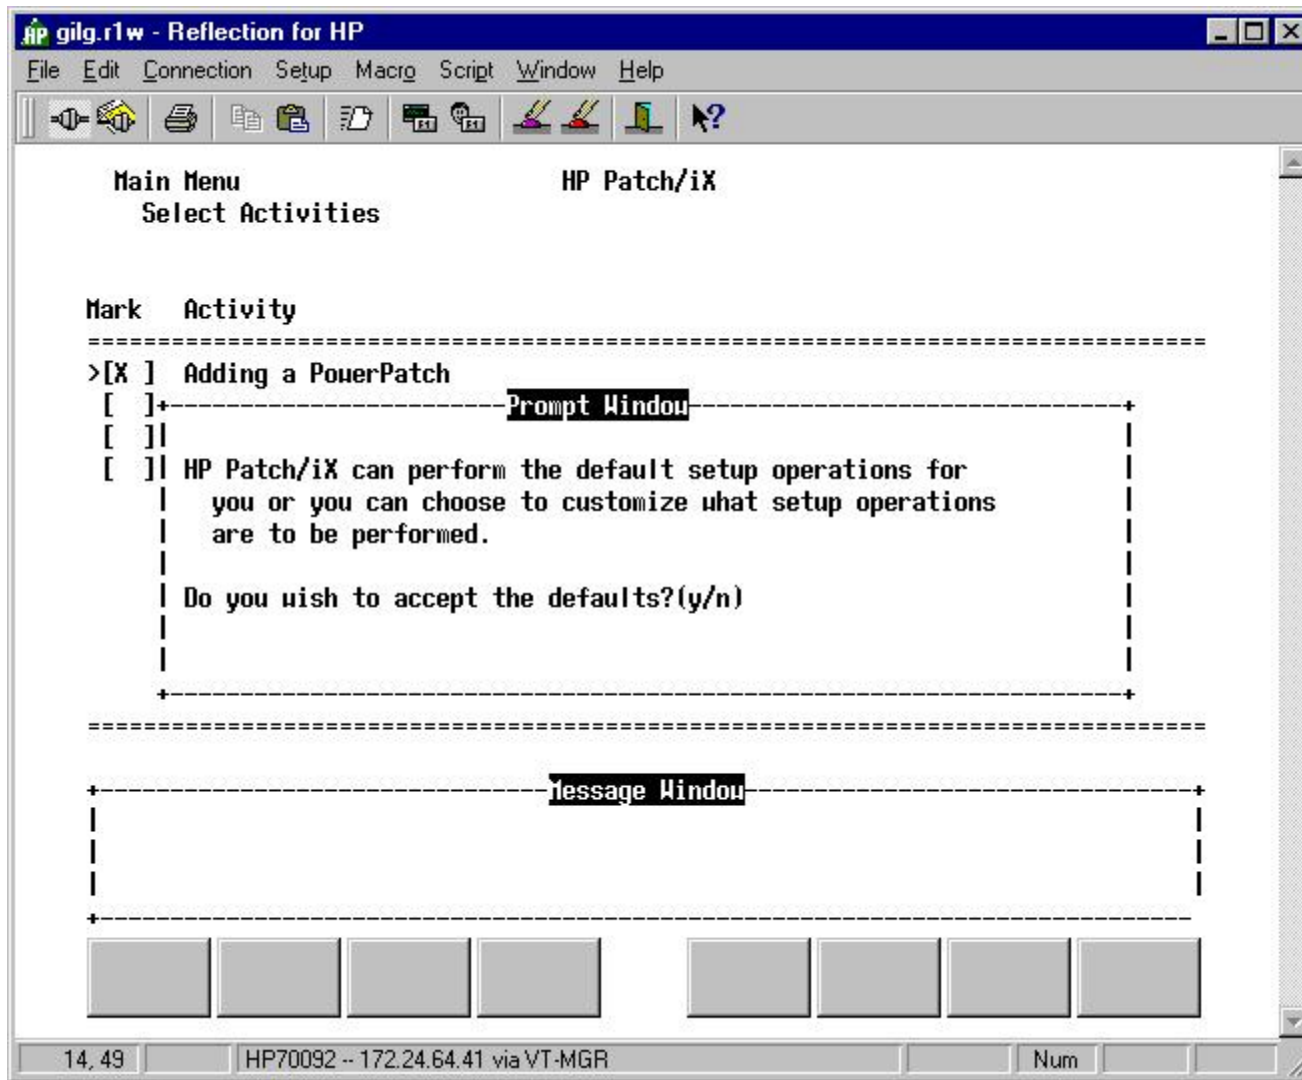 gilg.r1w - Reflection for HP
File Edit Connection Setup Macro Script Window Help
Main Menu HP Patch/iX
Select Activities
Mark Activity
================================================================================
>[X ] Adding a PowerPatch
[ ]+------------------------Prompt Window-------------------------------+
[ ]|
[ ]| HP Patch/iX can perform the default setup operations for |
| you or you can choose to customize what setup operations |
| are to be performed. |
| Do you wish to accept the defaults?(y/n) |
================================================================================
Message Window
14, 49 HP70092 -- 172.24.64.41 via VT-MGR Num